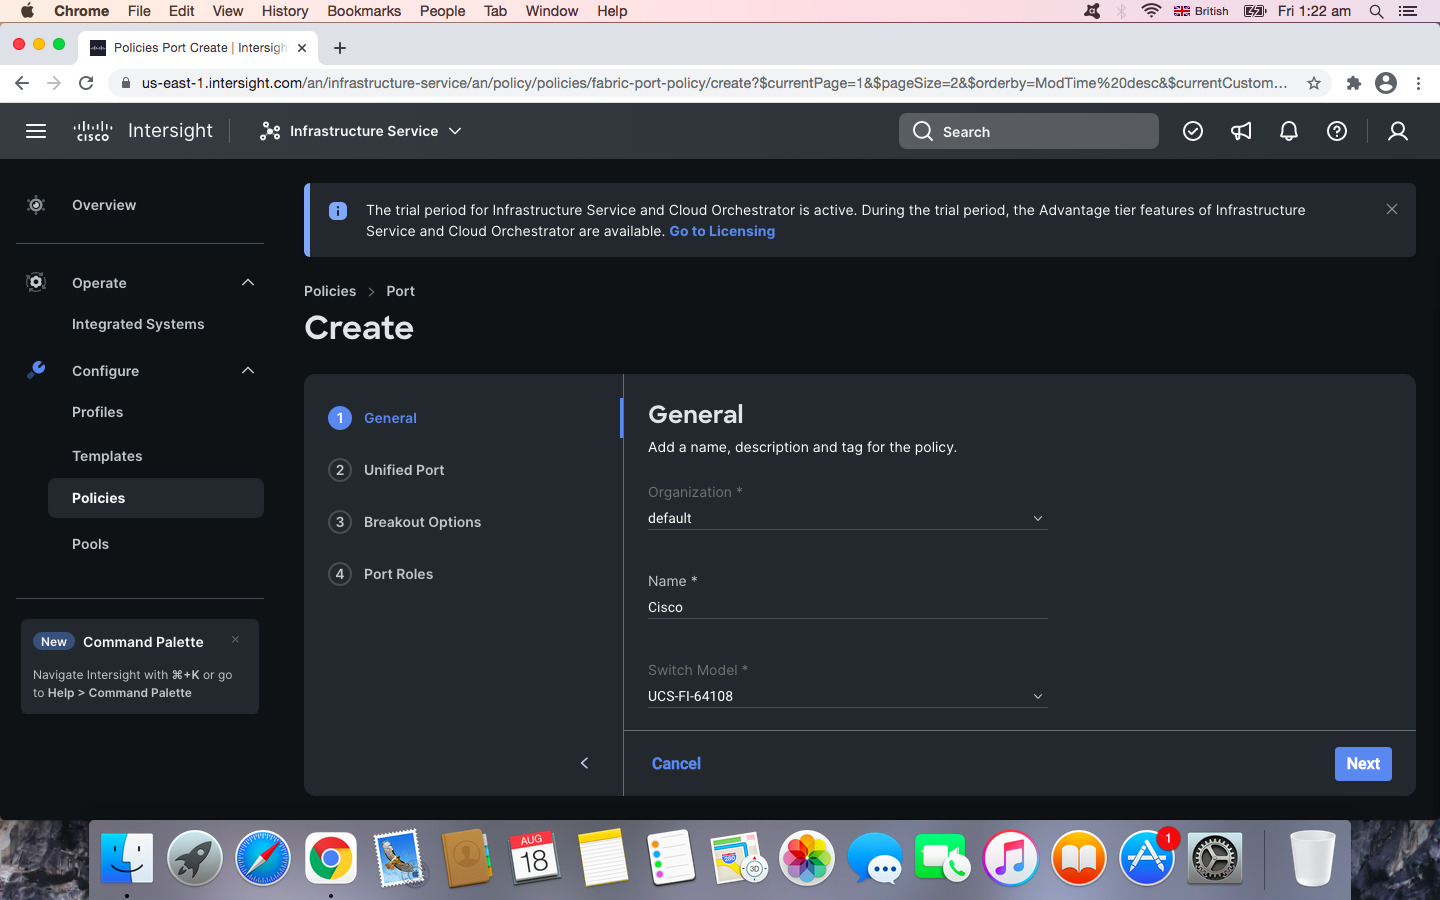 Chrome File Edit View History Bookmarks People Tab Window Help British Fri 1:22 am
Policies Port Create | Intersigh
us-east-1.intersight.com/an/infrastructure-service/an/policy/policies/fabric-port-policy/create?$currentPage=1&$pageSize=2&$orderby=ModTime%20desc&$currentCustom...
CISCO Intersight Infrastructure Service Search
Overview
Operate
Integrated Systems
Configure
Profiles
Templates
Policies
Pools
New Command Palette
Navigate Intersight with ⌘+K or go
to Help > Command Palette
The trial period for Infrastructure Service and Cloud Orchestrator is active. During the trial period, the Advantage tier features of Infrastructure
Service and Cloud Orchestrator are available. Go to Licensing
Policies > Port
Create
1 General
2 Unified Port
3 Breakout Options
4 Port Roles
General
Add a name, description and tag for the policy.
Organization *
default
Name *
Cisco
Switch Model *
UCS-FI-64108
Cancel Next
AUG
18
280
3D
1